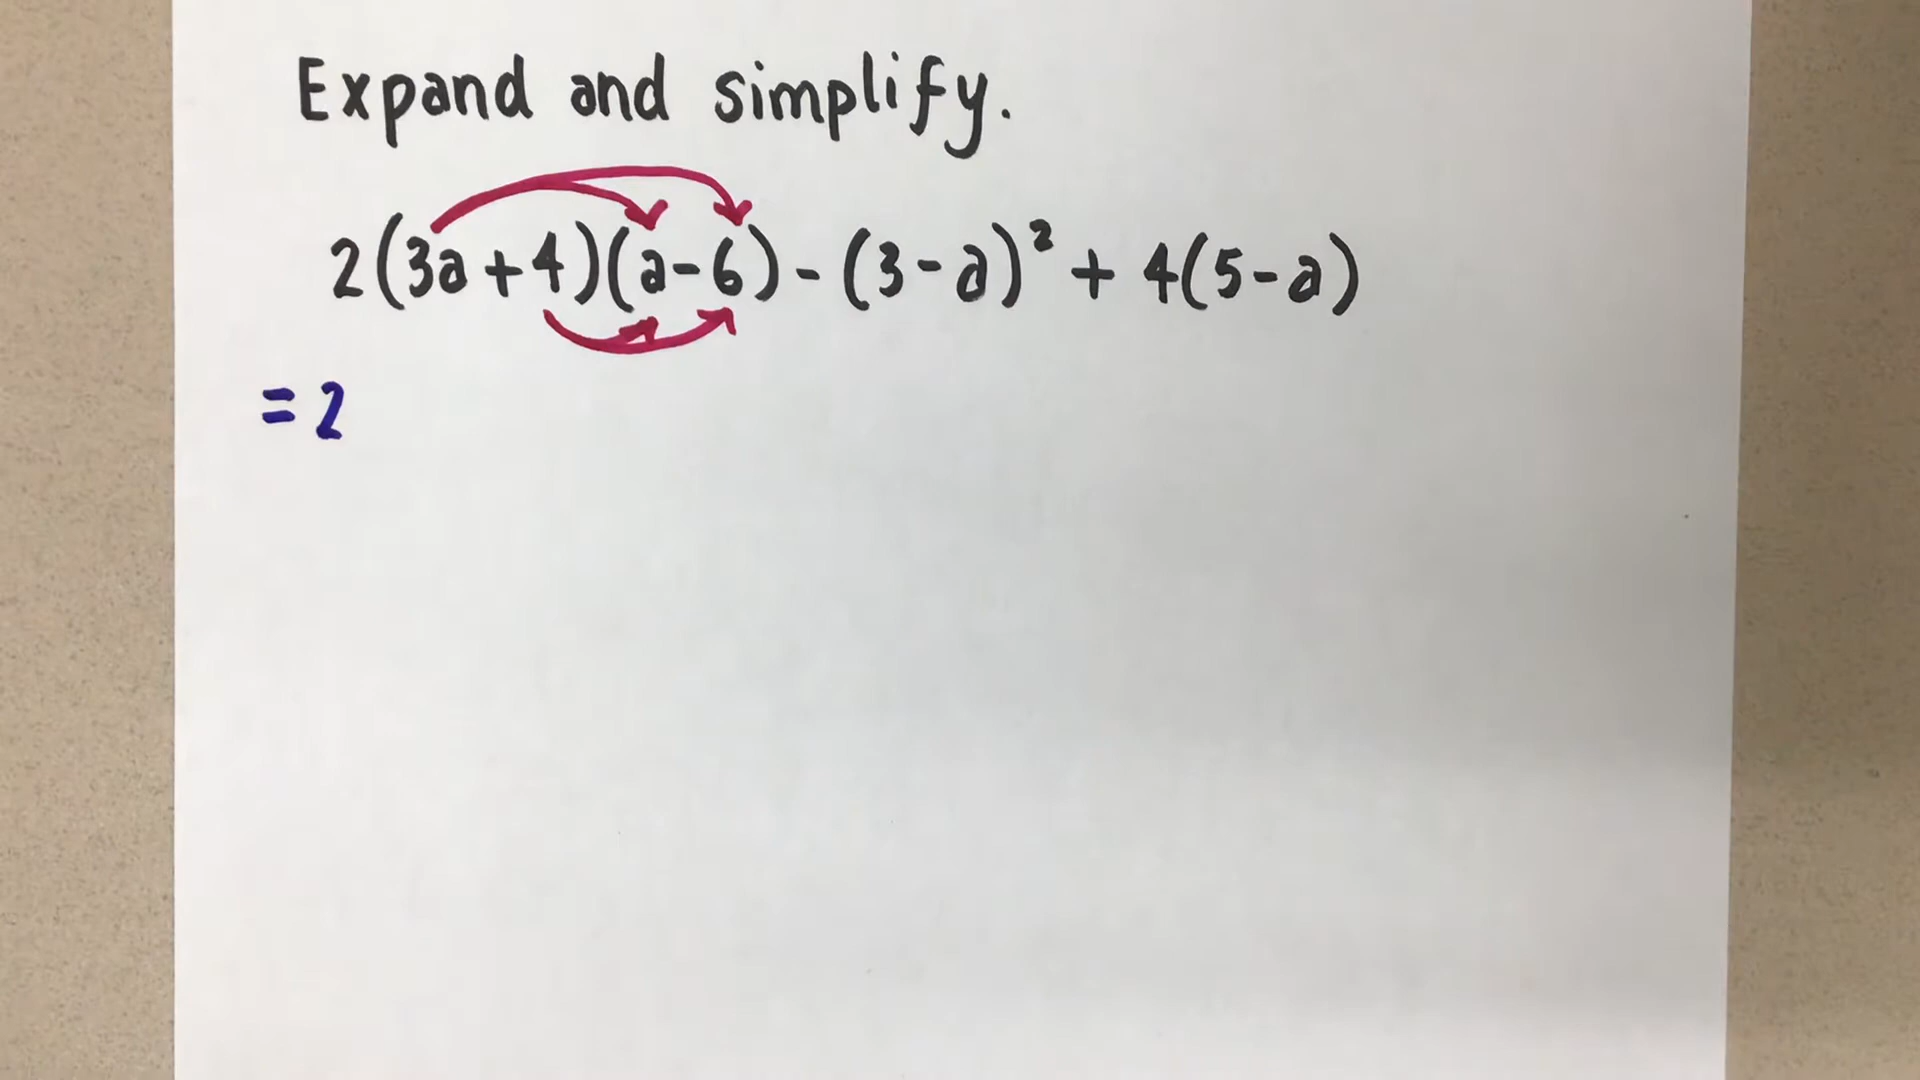 Expand and simplify.
2(3a+4)(a-6) - (3-a)² + 4(5-a)
= 2